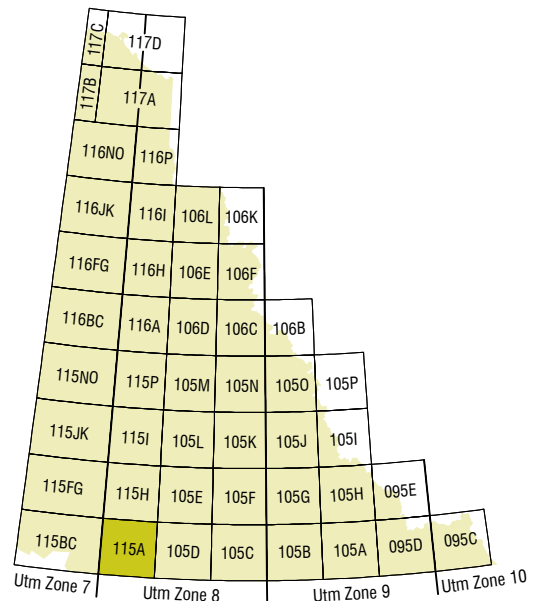 117C 117D
117B 117A
116NO 116P
116JK 116I 106L 106K
116FG 116H 106E 106F
116BC 116A 106D 106C 106B
115NO 115P 105M 105N 105O 105P
115JK 115I 105L 105K 105J 105I
115FG 115H 105E 105F 105G 105H 095E
115BC 115A 105D 105C 105B 105A 095D 095C
Utm Zone 7 Utm Zone 8 Utm Zone 9 Utm Zone 10